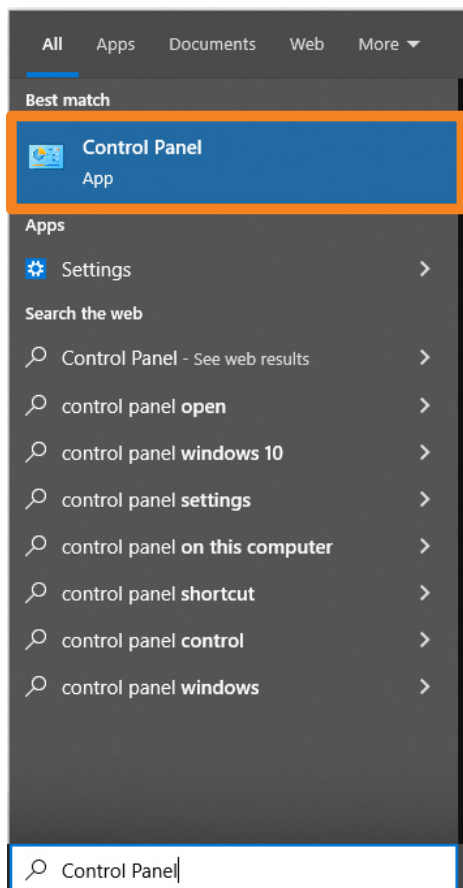 All Apps Documents Web More
Best match
Control Panel
App
Apps
Settings
Search the web
Control Panel - See web results
control panel open
control panel windows 10
control panel settings
control panel on this computer
control panel shortcut
control panel control
control panel windows
Control Panel